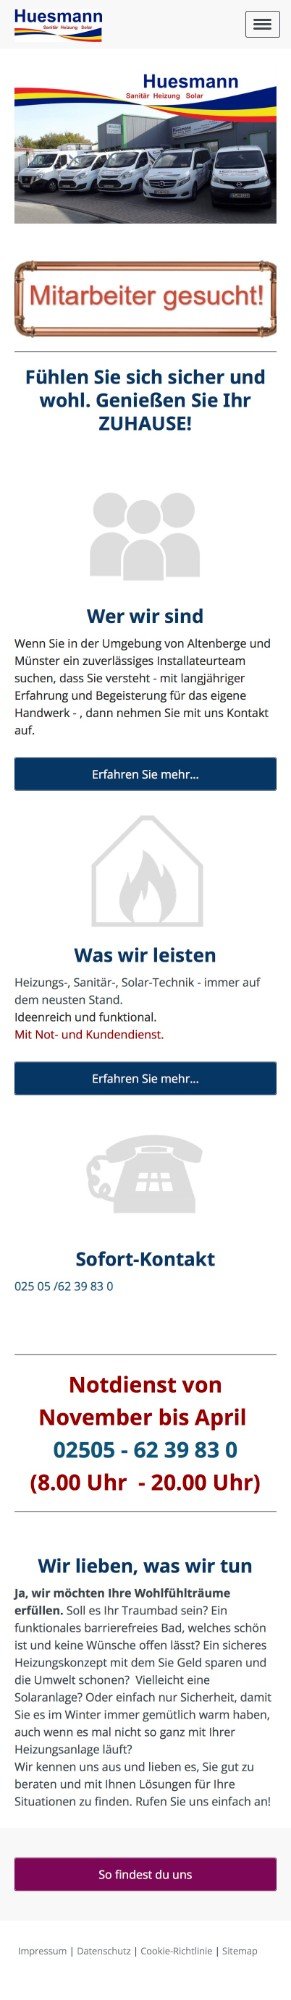 Huesmann
Sanitär Heizung Solar
Huesmann
Sanitär Heizung Solar
Mitarbeiter gesucht!
Fühlen Sie sich sicher und
wohl. Genießen Sie Ihr
ZUHAUSE!
Wer wir sind
Wenn Sie in der Umgebung von Altenberge und
Münster ein zuverlässiges Installateurteam
suchen, dass Sie versteht - mit langjähriger
Erfahrung und Begeisterung für das eigene
Handwerk - , dann nehmen Sie mit uns Kontakt
auf.
Erfahren Sie mehr...
Was wir leisten
Heizungs-, Sanitär-, Solar-Technik - immer auf
dem neusten Stand.
Ideenreich und funktional.
Mit Not- und Kundendienst.
Erfahren Sie mehr...
Sofort-Kontakt
025 05 /62 39 83 0
Notdienst von
November bis April
02505 - 62 39 83 0
(8.00 Uhr - 20.00 Uhr)
Wir lieben, was wir tun
Ja, wir möchten Ihre Wohlfühlträume
erfüllen. Soll es Ihr Traumbad sein? Ein
funktionales barrierefreies Bad, welches schön
ist und keine Wünsche offen lässt? Ein sicheres
Heizungskonzept mit dem Sie Geld sparen und
die Umwelt schonen? Vielleicht eine
Solaranlage? Oder einfach nur Sicherheit, damit
Sie es im Winter immer gemütlich warm haben,
auch wenn es mal nicht so ganz mit Ihrer
Heizungsanlage läuft?
Wir kennen uns aus und lieben es, Sie gut zu
beraten und mit Ihnen Lösungen für Ihre
Situationen zu finden. Rufen Sie uns einfach an!
So findest du uns
Impressum | Datenschutz | Cookie-Richtlinie | Sitemap